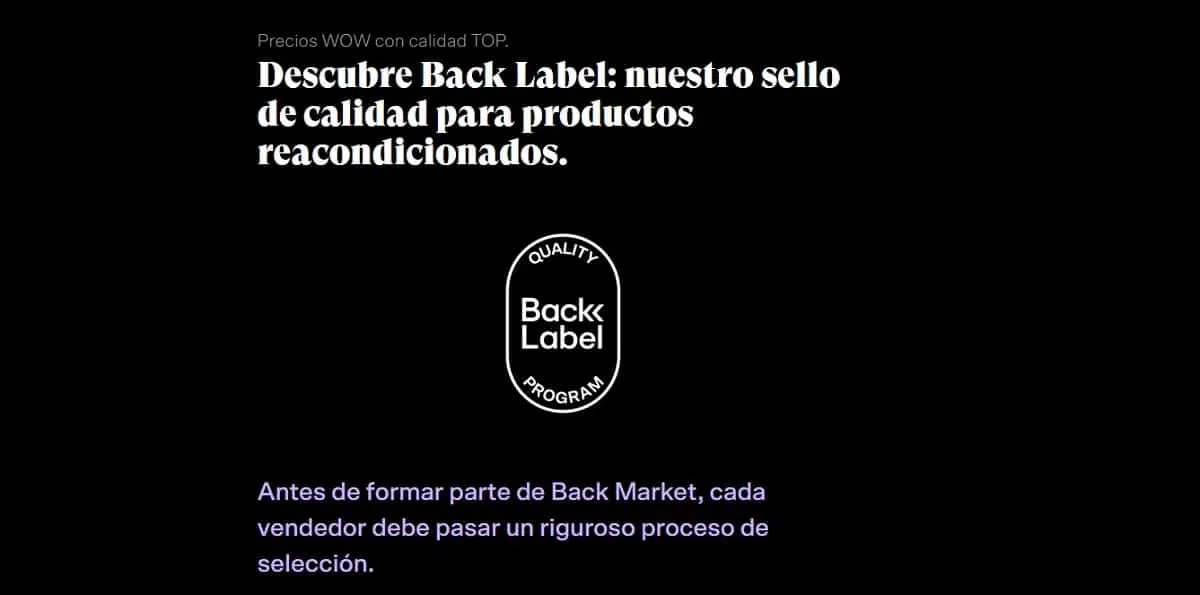 Precios WOW con calidad TOP.
Descubre Back Label: nuestro sello
de calidad para productos
reacondicionados.
QUALITY
Back
Label
PROGRAM
Antes de formar parte de Back Market, cada
vendedor debe pasar un riguroso proceso de
selección.